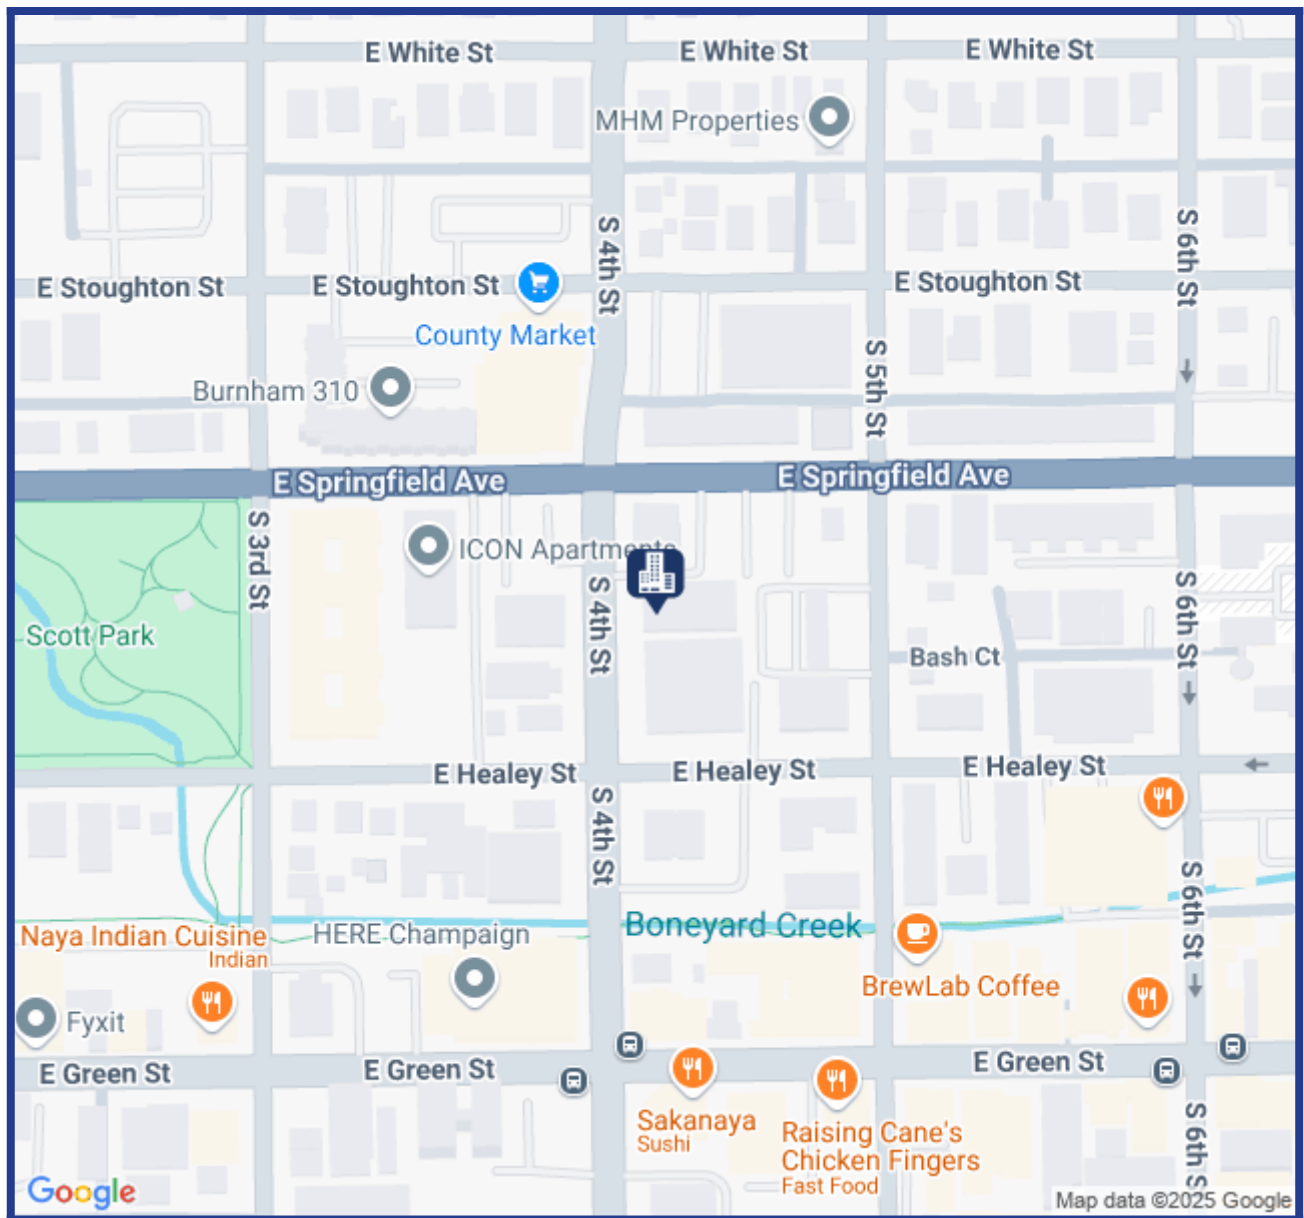 E White St
E White St
E White St
MHM Properties
S 4th St
S 6th St
E Stoughton St
E Stoughton St
E Stoughton St
County Market
S 5th St
Burnham 310
E Springfield Ave
E Springfield Ave
S 3rd St
ICON Apartments
S 4th St
S 6th St
Scott Park
Bash Ct
E Healey St
E Healey St
E Healey St
S 4th St
S 6th St
Boneyard Creek
Naya Indian Cuisine
Indian
HERE Champaign
BrewLab Coffee
Fyxit
E Green St
E Green St
E Green St
Sakanaya
Sushi
Raising Cane's
Chicken Fingers
Fast Food
S 6th St
Google
Map data ©2025 Google